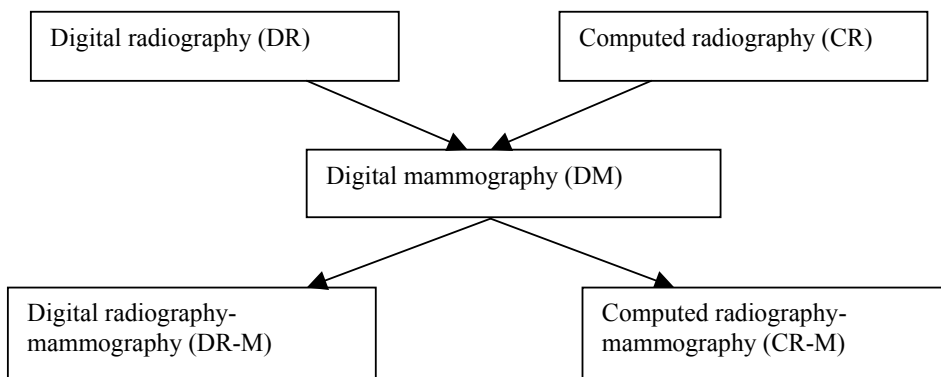 Digital radiography (DR)
Computed radiography (CR)
Digital mammography (DM)
Digital radiography-
mammography (DR-M)
Computed radiography-
mammography (CR-M)